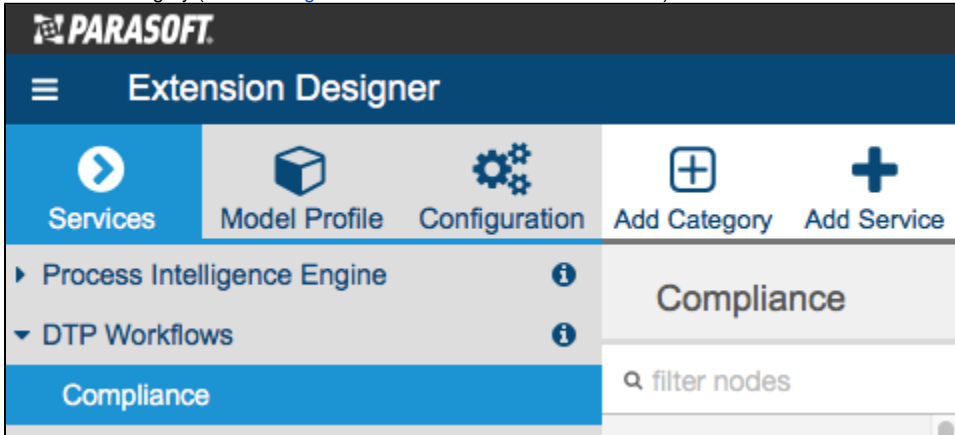 PARASOFT.
Extension Designer
Services Model Profile Configuration Add Category Add Service
Process Intelligence Engine
Compliance
DTP Workflows
filter nodes
Compliance